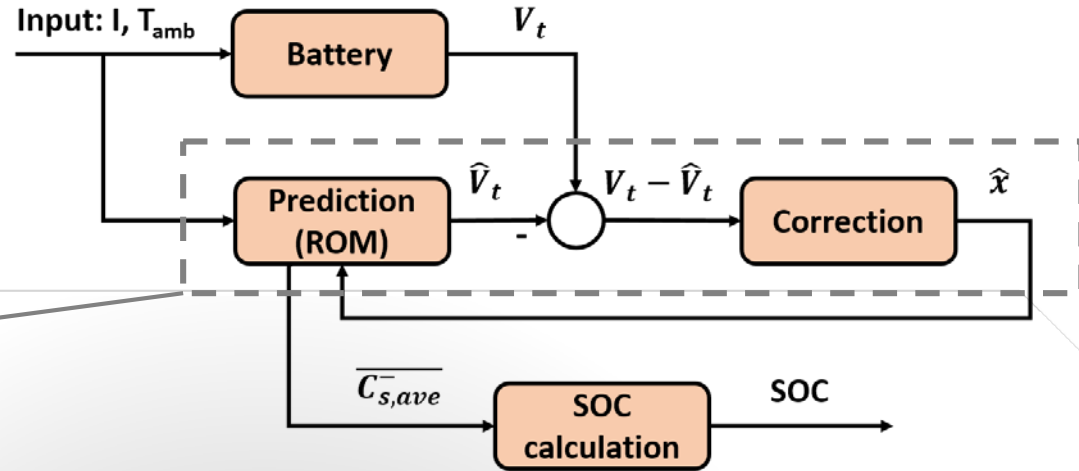 Input: I, Tamb
Vt
Battery
V̂t
Vt − V̂t
x̂
Prediction
(ROM)
-
Correction
C̅⁻s,ave
SOC
calculation
SOC